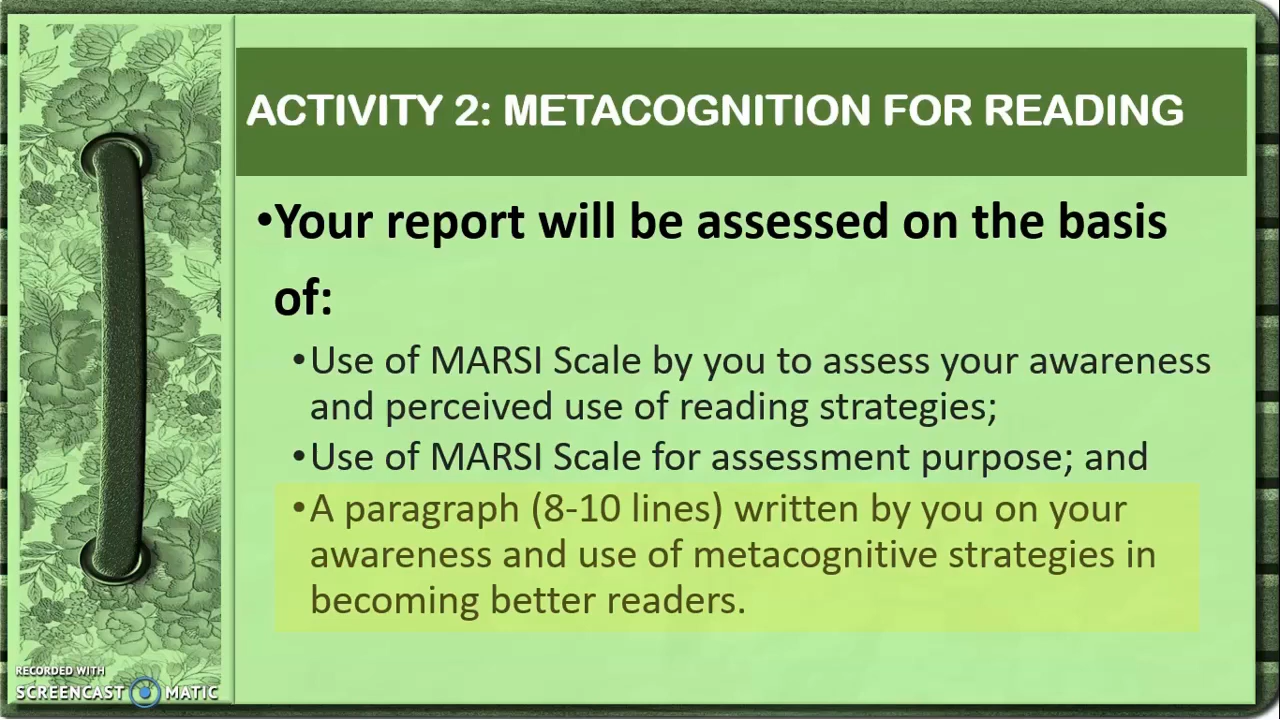 ACTIVITY 2: METACOGNITION FOR READING
•Your report will be assessed on the basis
of:
•Use of MARSI Scale by you to assess your awareness
and perceived use of reading strategies;
•Use of MARSI Scale for assessment purpose; and
•A paragraph (8-10 lines) written by you on your
awareness and use of metacognitive strategies in
becoming better readers.
RECORDED WITH
SCREENCAST MATIC